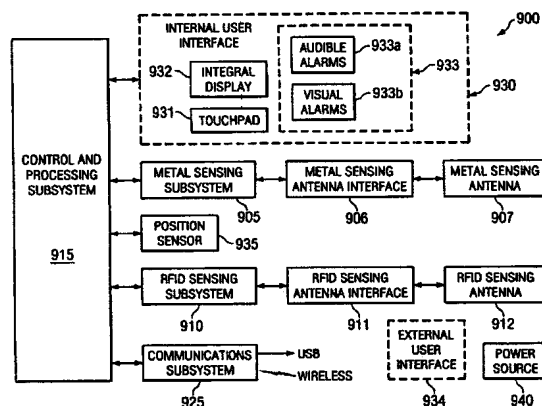 900
INTERNAL USER
INTERFACE
932
INTEGRAL
DISPLAY
931
TOUCHPAD
AUDIBLE
ALARMS
933a
VISUAL
ALARMS
933b
933
930
CONTROL AND
PROCESSING
SUBSYSTEM
915
METAL SENSING
SUBSYSTEM
905
METAL SENSING
ANTENNA INTERFACE
906
METAL SENSING
ANTENNA
907
POSITION
SENSOR
935
RFID SENSING
SUBSYSTEM
910
RFID SENSING
ANTENNA INTERFACE
911
RFID SENSING
ANTENNA
912
COMMUNICATIONS
SUBSYSTEM
925
USB
WIRELESS
EXTERNAL
USER
INTERFACE
934
POWER
SOURCE
940